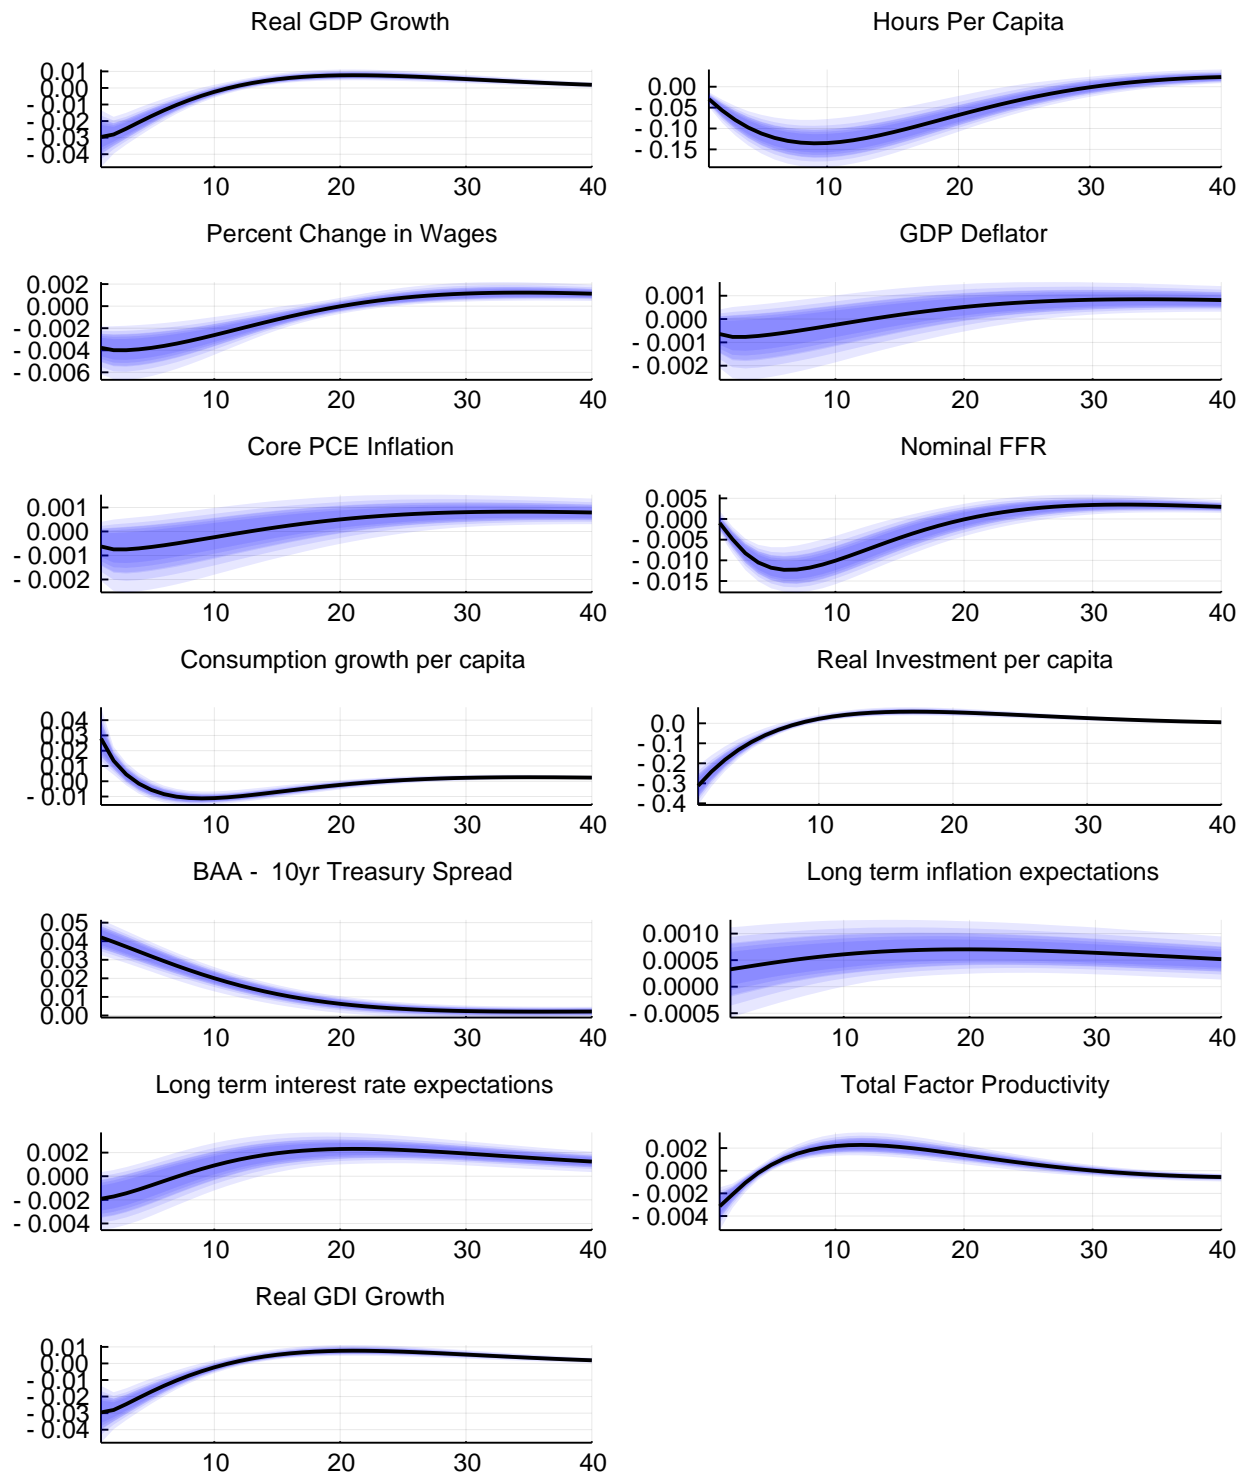 Real GDP Growth
0.01
0.00
- 0.01
- 0.02
- 0.03
- 0.04
10 20 30 40
Hours Per Capita
0.00
- 0.05
- 0.10
- 0.15
10 20 30 40
Percent Change in Wages
0.002
0.000
- 0.002
- 0.004
- 0.006
10 20 30 40
GDP Deflator
0.001
0.000
- 0.001
- 0.002
10 20 30 40
Core PCE Inflation
0.001
0.000
- 0.001
- 0.002
10 20 30 40
Nominal FFR
0.005
0.000
- 0.005
- 0.010
- 0.015
10 20 30 40
Consumption growth per capita
0.04
0.03
0.02
0.01
0.00
- 0.01
10 20 30 40
Real Investment per capita
0.0
- 0.1
- 0.2
- 0.3
- 0.4
10 20 30 40
BAA - 10yr Treasury Spread
0.05
0.04
0.03
0.02
0.01
0.00
10 20 30 40
Long term inflation expectations
0.0010
0.0005
0.0000
- 0.0005
10 20 30 40
Long term interest rate expectations
0.002
0.000
- 0.002
- 0.004
10 20 30 40
Total Factor Productivity
0.002
0.000
- 0.002
- 0.004
10 20 30 40
Real GDI Growth
0.01
0.00
- 0.01
- 0.02
- 0.03
- 0.04
10 20 30 40